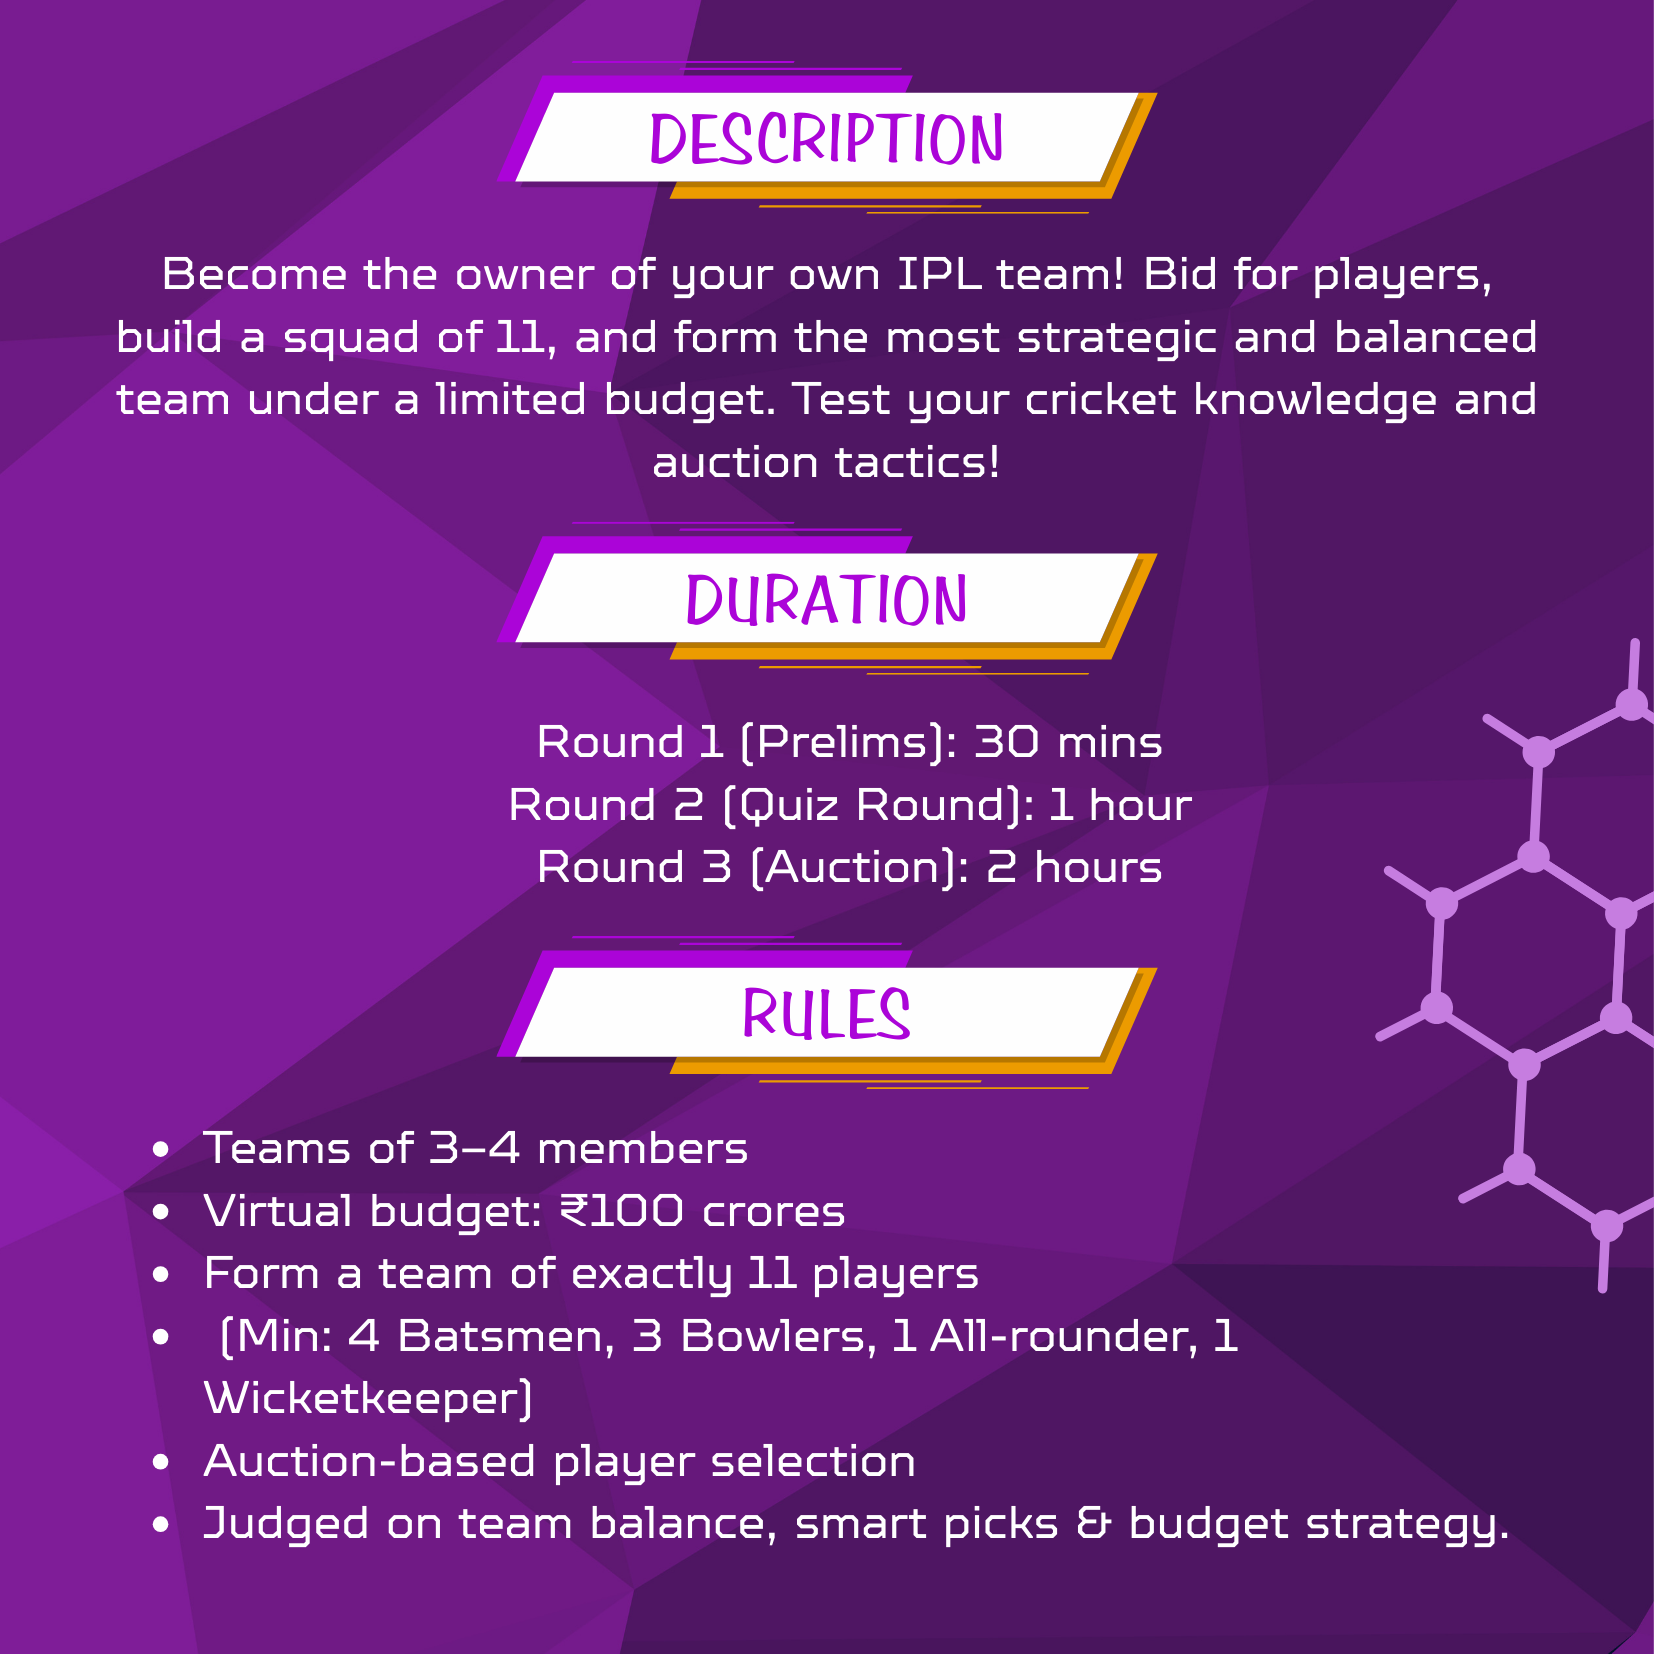 DESCRIPTION
Become the owner of your own IPL team! Bid for players,
build a squad of 11, and form the most strategic and balanced
team under a limited budget. Test your cricket knowledge and
auction tactics!
DURATION
Round 1 (Prelims): 30 mins
Round 2 (Quiz Round): 1 hour
Round 3 (Auction): 2 hours
RULES
• Teams of 3–4 members
• Virtual budget: ₹100 crores
• Form a team of exactly 11 players
• (Min: 4 Batsmen, 3 Bowlers, 1 All-rounder, 1
Wicketkeeper)
• Auction-based player selection
• Judged on team balance, smart picks & budget strategy.